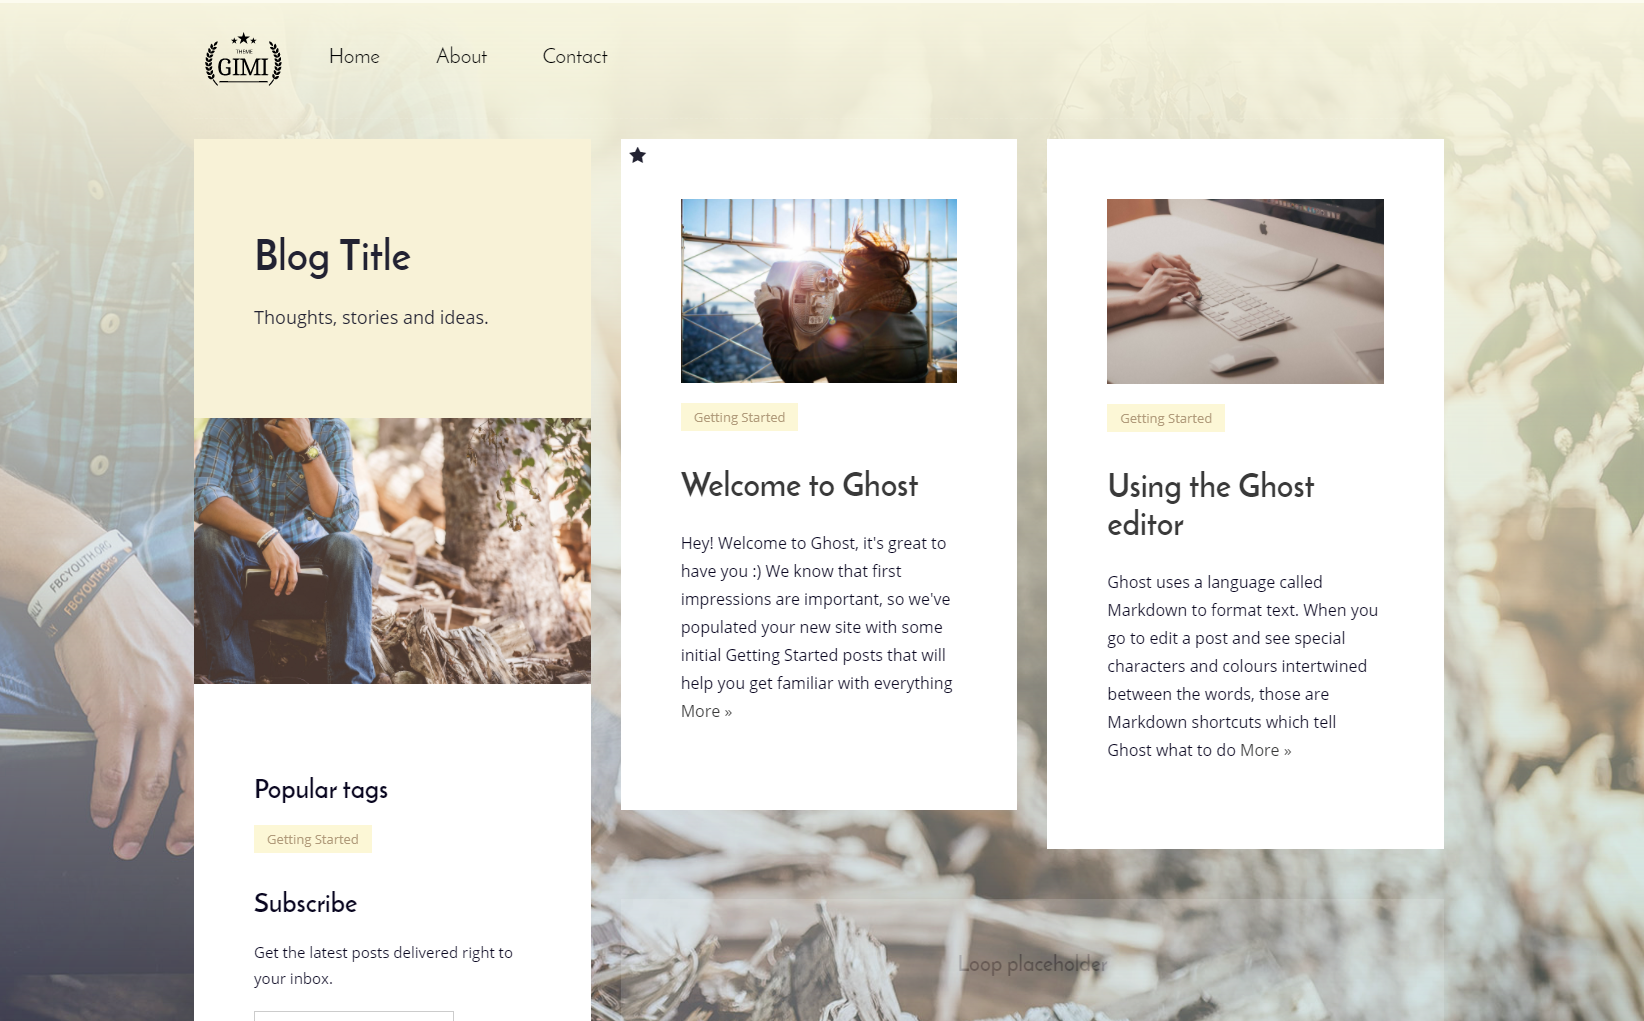 THEME
GIMI
Home
About
Contact
Blog Title
Thoughts, stories and ideas.
Popular tags
Getting Started
Subscribe
Get the latest posts delivered right to
your inbox.
Getting Started
Welcome to Ghost
Hey! Welcome to Ghost, it's great to
have you :) We know that first
impressions are important, so we've
populated your new site with some
initial Getting Started posts that will
help you get familiar with everything
More »
Getting Started
Using the Ghost
editor
Ghost uses a language called
Markdown to format text. When you
go to edit a post and see special
characters and colours intertwined
between the words, those are
Markdown shortcuts which tell
Ghost what to do More »
Loop placeholder
FBCYOUTH.ORG
FBCYOUTH.ORG